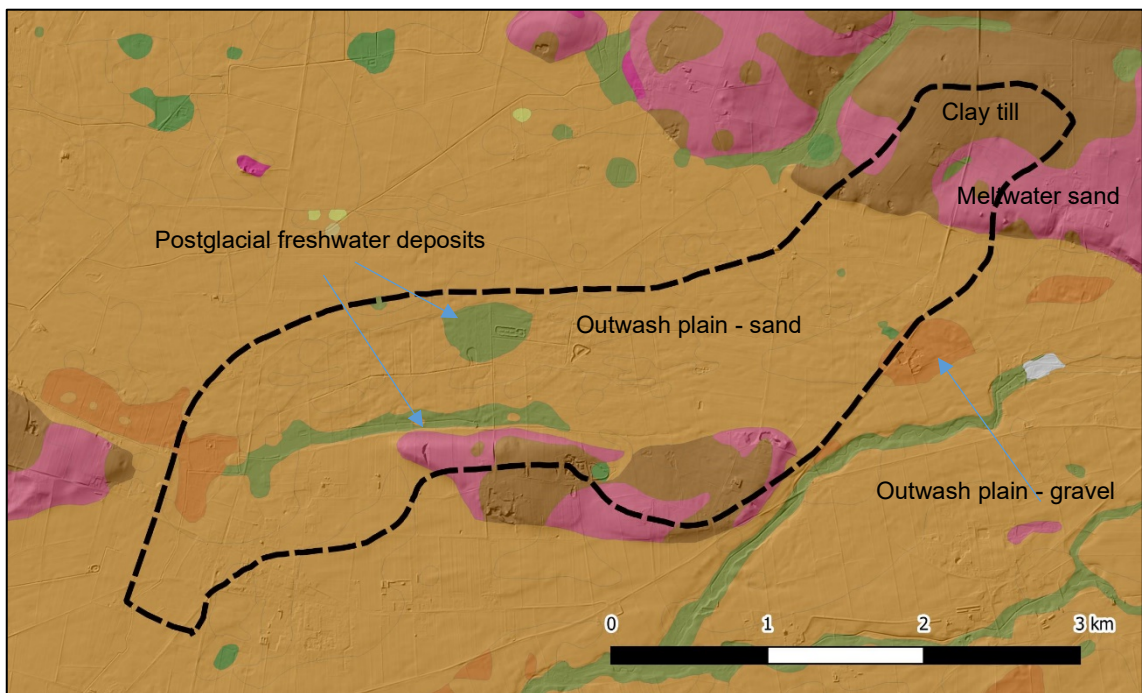 Clay till
Meltwater sand
Postglacial freshwater deposits
Outwash plain - sand
Outwash plain - gravel
0 1 2 3 km